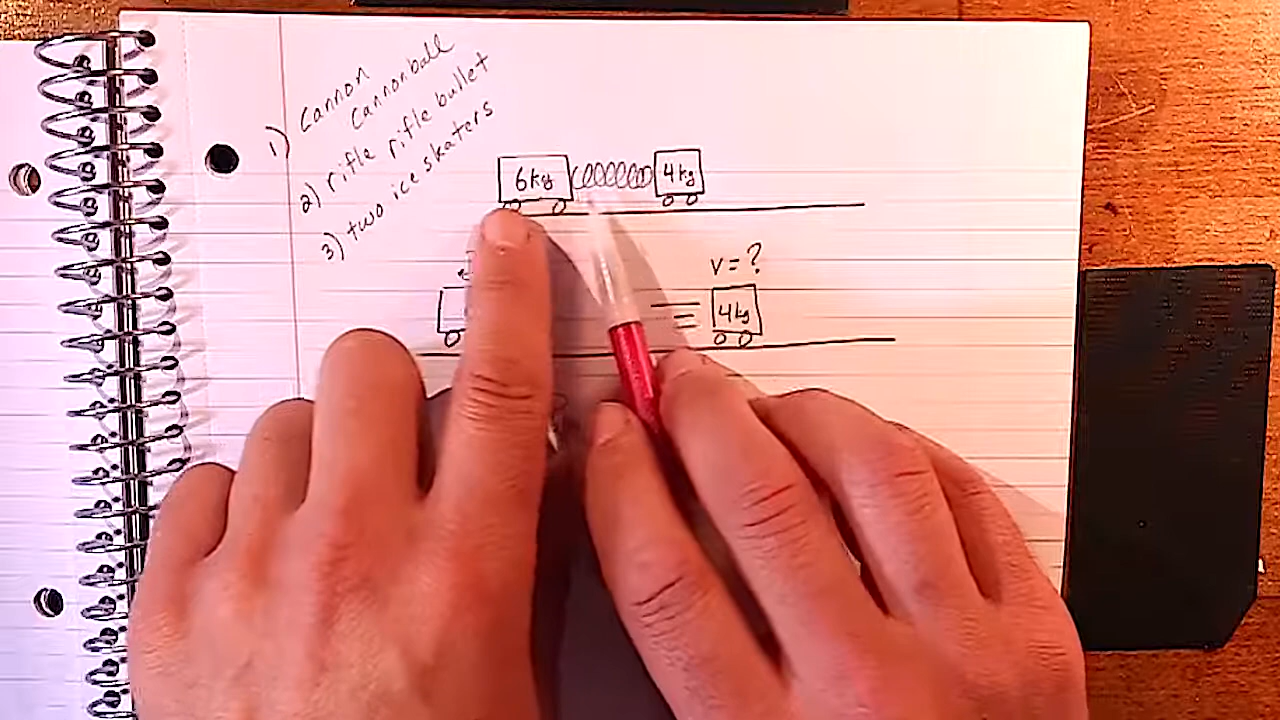 1) Cannon
Cannonball
2) rifle rifle bullet
3) two ice skaters
6kg 4kg
v = ?
4kg